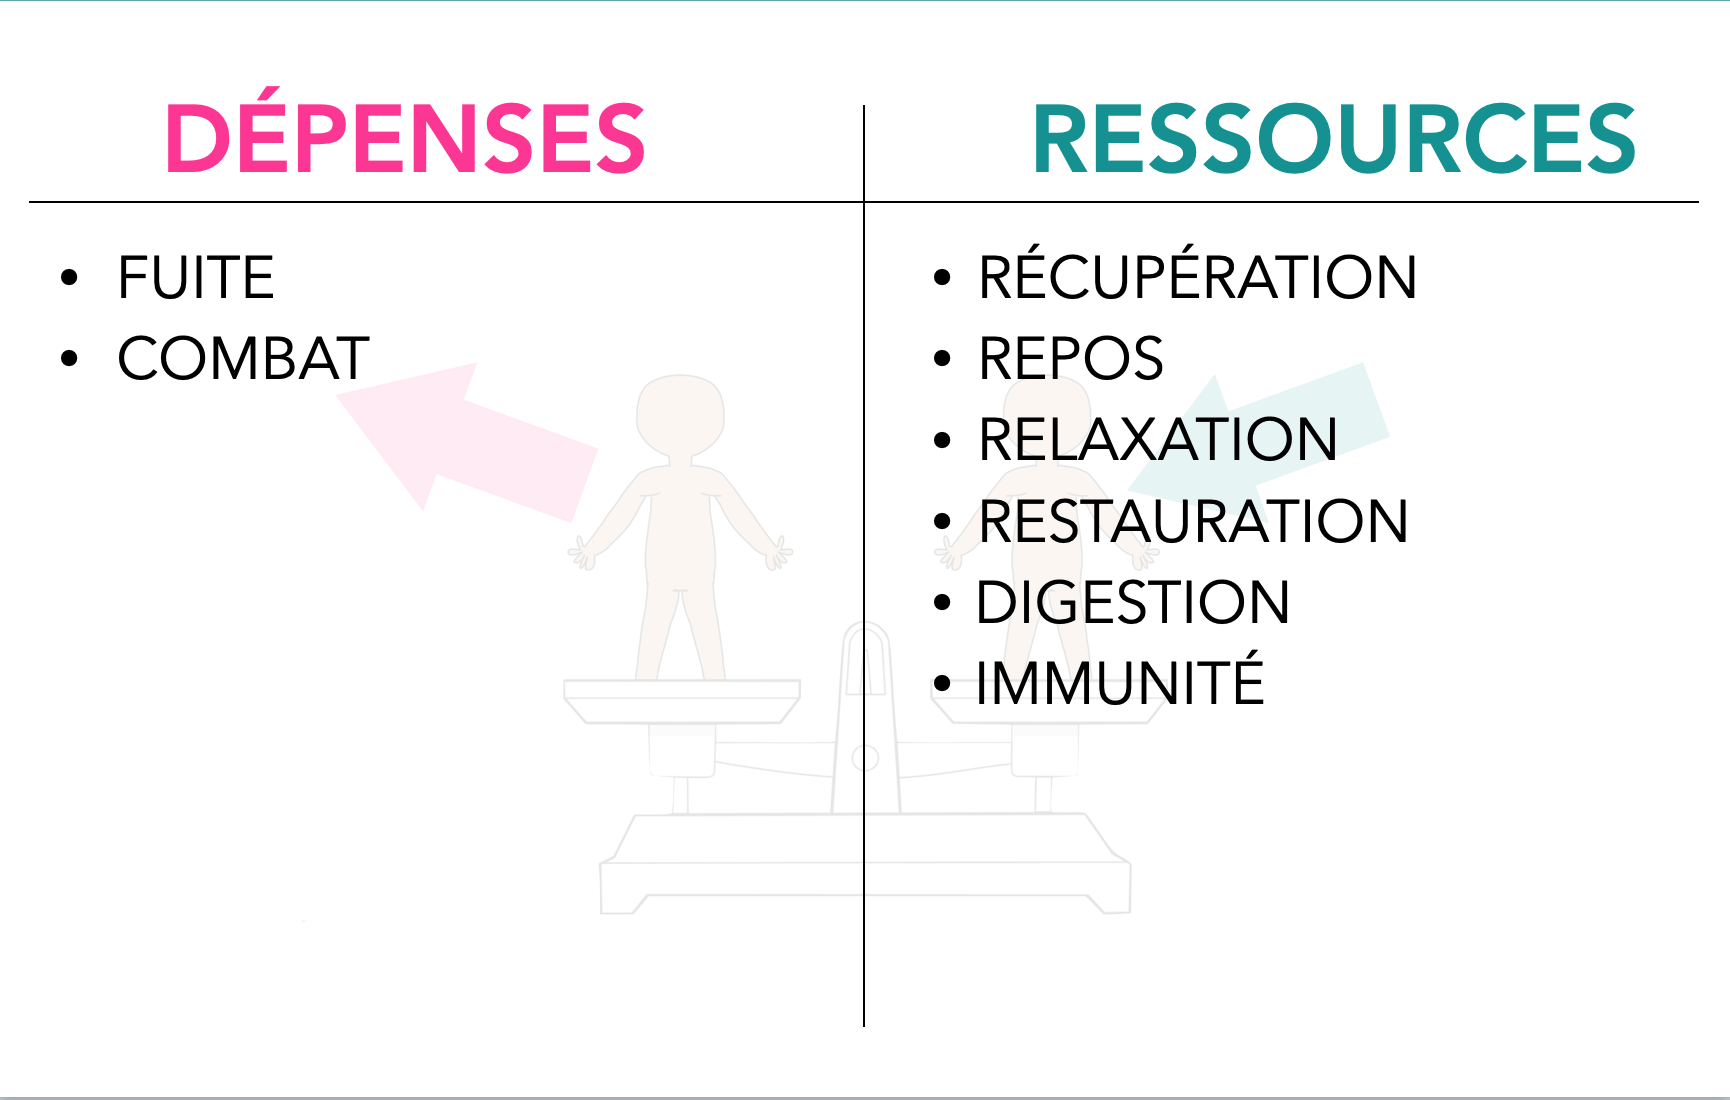 DÉPENSES
RESSOURCES
• FUITE
• COMBAT
• RÉCUPÉRATION
• REPOS
• RELAXATION
• RESTAURATION
• DIGESTION
• IMMUNITÉ